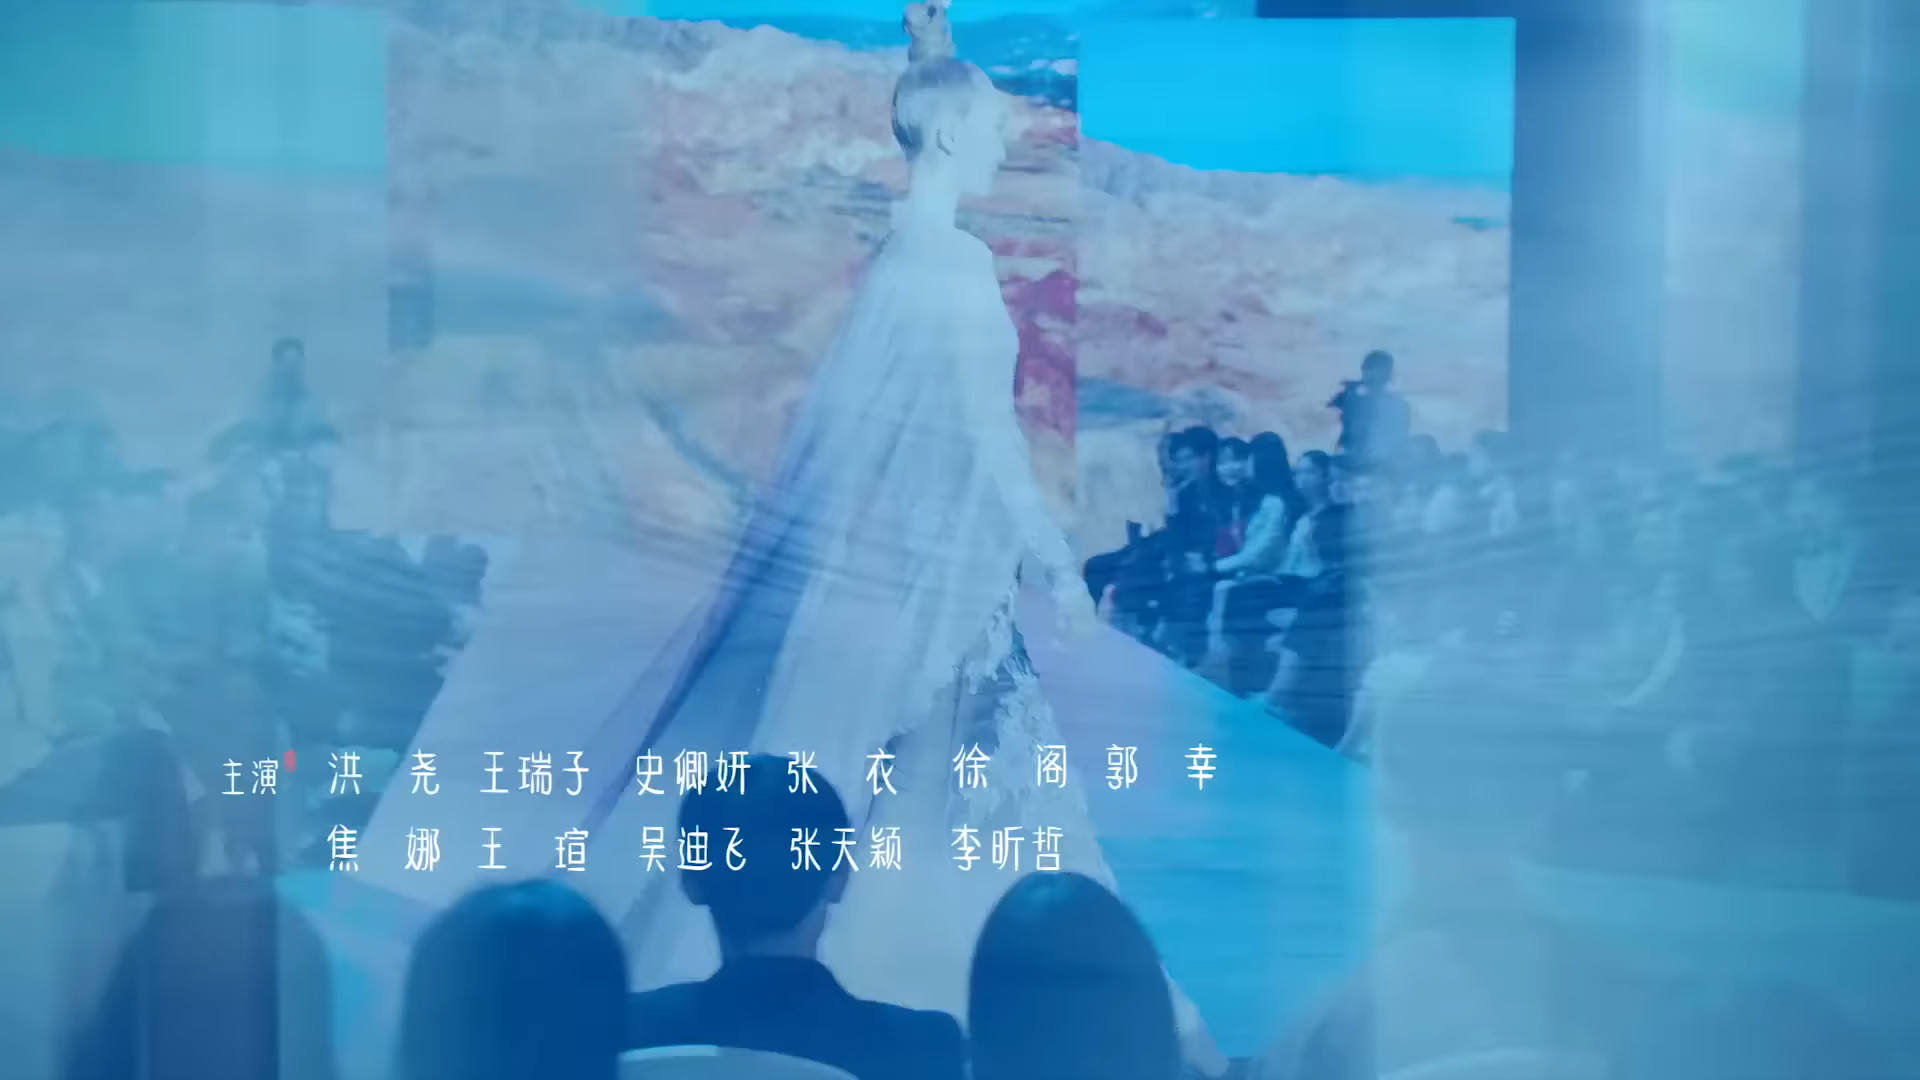 主演 洪 尧 王瑞子 史卿妍 张 衣 徐 阁 郭 幸
焦 娜 王 瑄 吴迪飞 张天颖 李昕哲